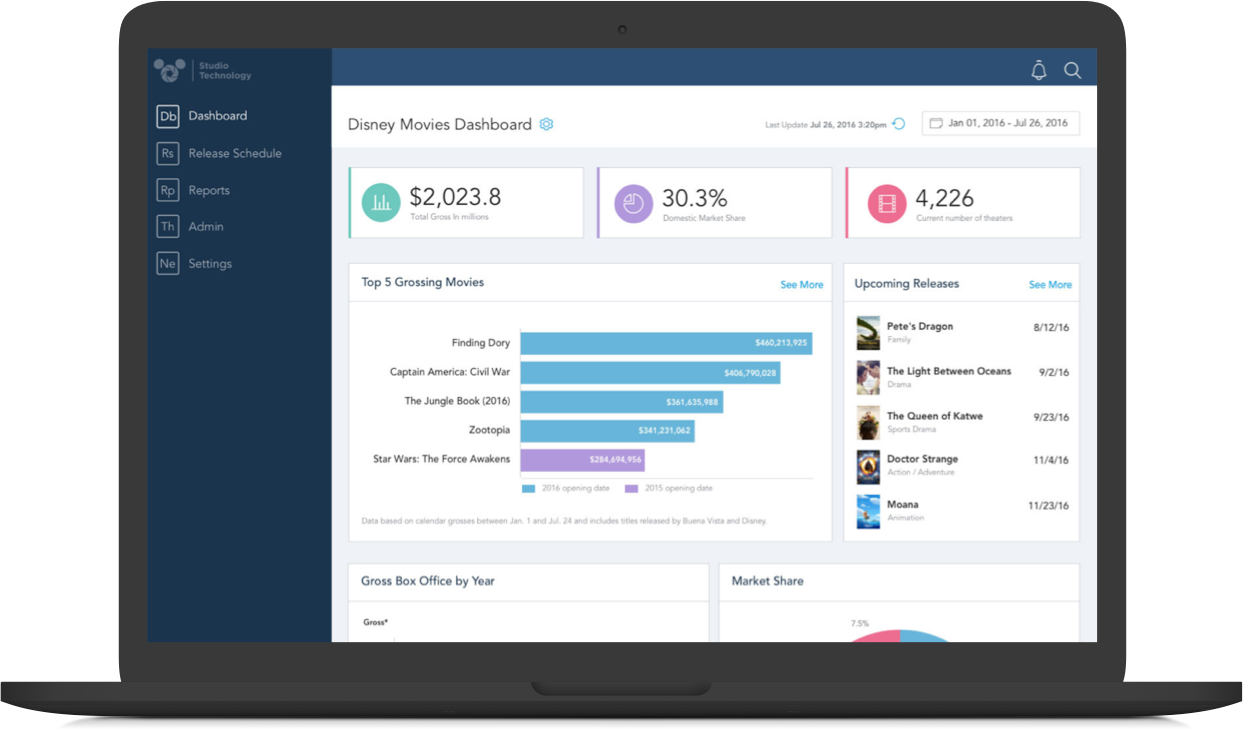 Studio
Technology
Db Dashboard
Rs Release Schedule
Rp Reports
Th Admin
Ne Settings
Disney Movies Dashboard
Last Update Jul 26, 2016 3:20pm
Jan 01, 2016 - Jul 26, 2016
$2,023.8
Total Gross In millions
30.3%
Domestic Market Share
4,226
Current number of theaters
Top 5 Grossing Movies
See More
Finding Dory $460,213,925
Captain America: Civil War $406,790,028
The Jungle Book (2016) $361,635,988
Zootopia $341,231,062
Star Wars: The Force Awakens $284,694,956
2016 opening date 2015 opening date
Data based on calendar grosses between Jan. 1 and Jul. 24 and includes titles released by Buena Vista and Disney.
Upcoming Releases
See More
Pete's Dragon 8/12/16
Family
The Light Between Oceans 9/2/16
Drama
The Queen of Katwe 9/23/16
Sports Drama
Doctor Strange 11/4/16
Action / Adventure
Moana 11/23/16
Animation
Gross Box Office by Year
Gross*
Market Share
7.5%